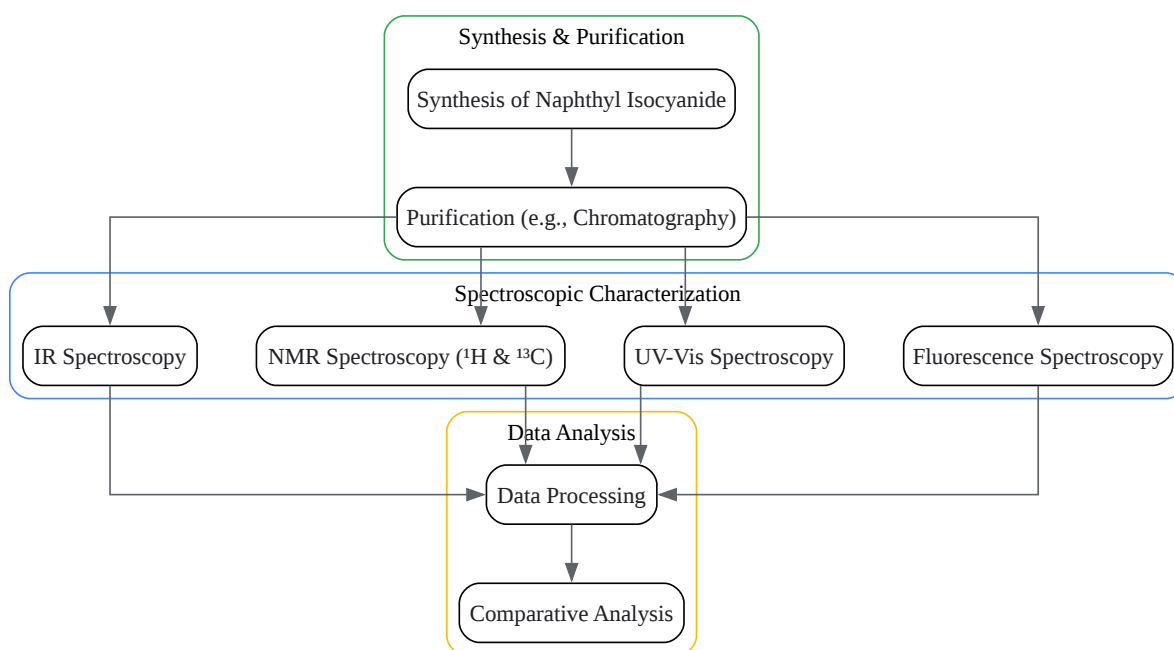 Synthesis & Purification
Synthesis of Naphthyl Isocyanide
Purification (e.g., Chromatography)
Spectroscopic Characterization
IR Spectroscopy
NMR Spectroscopy (¹H & ¹³C)
UV-Vis Spectroscopy
Fluorescence Spectroscopy
Data Analysis
Data Processing
Comparative Analysis